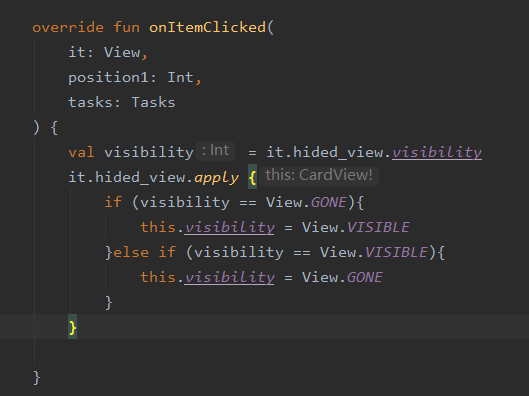 override fun onItemClicked(
    it: View,
    position1: Int,
    tasks: Tasks
) {
    val visibility : Int = it.hided_view.visibility
    it.hided_view.apply { this: CardView!
        if (visibility == View.GONE){
            this.visibility = View.VISIBLE
        }else if (visibility == View.VISIBLE){
            this.visibility = View.GONE
        }
    }
}